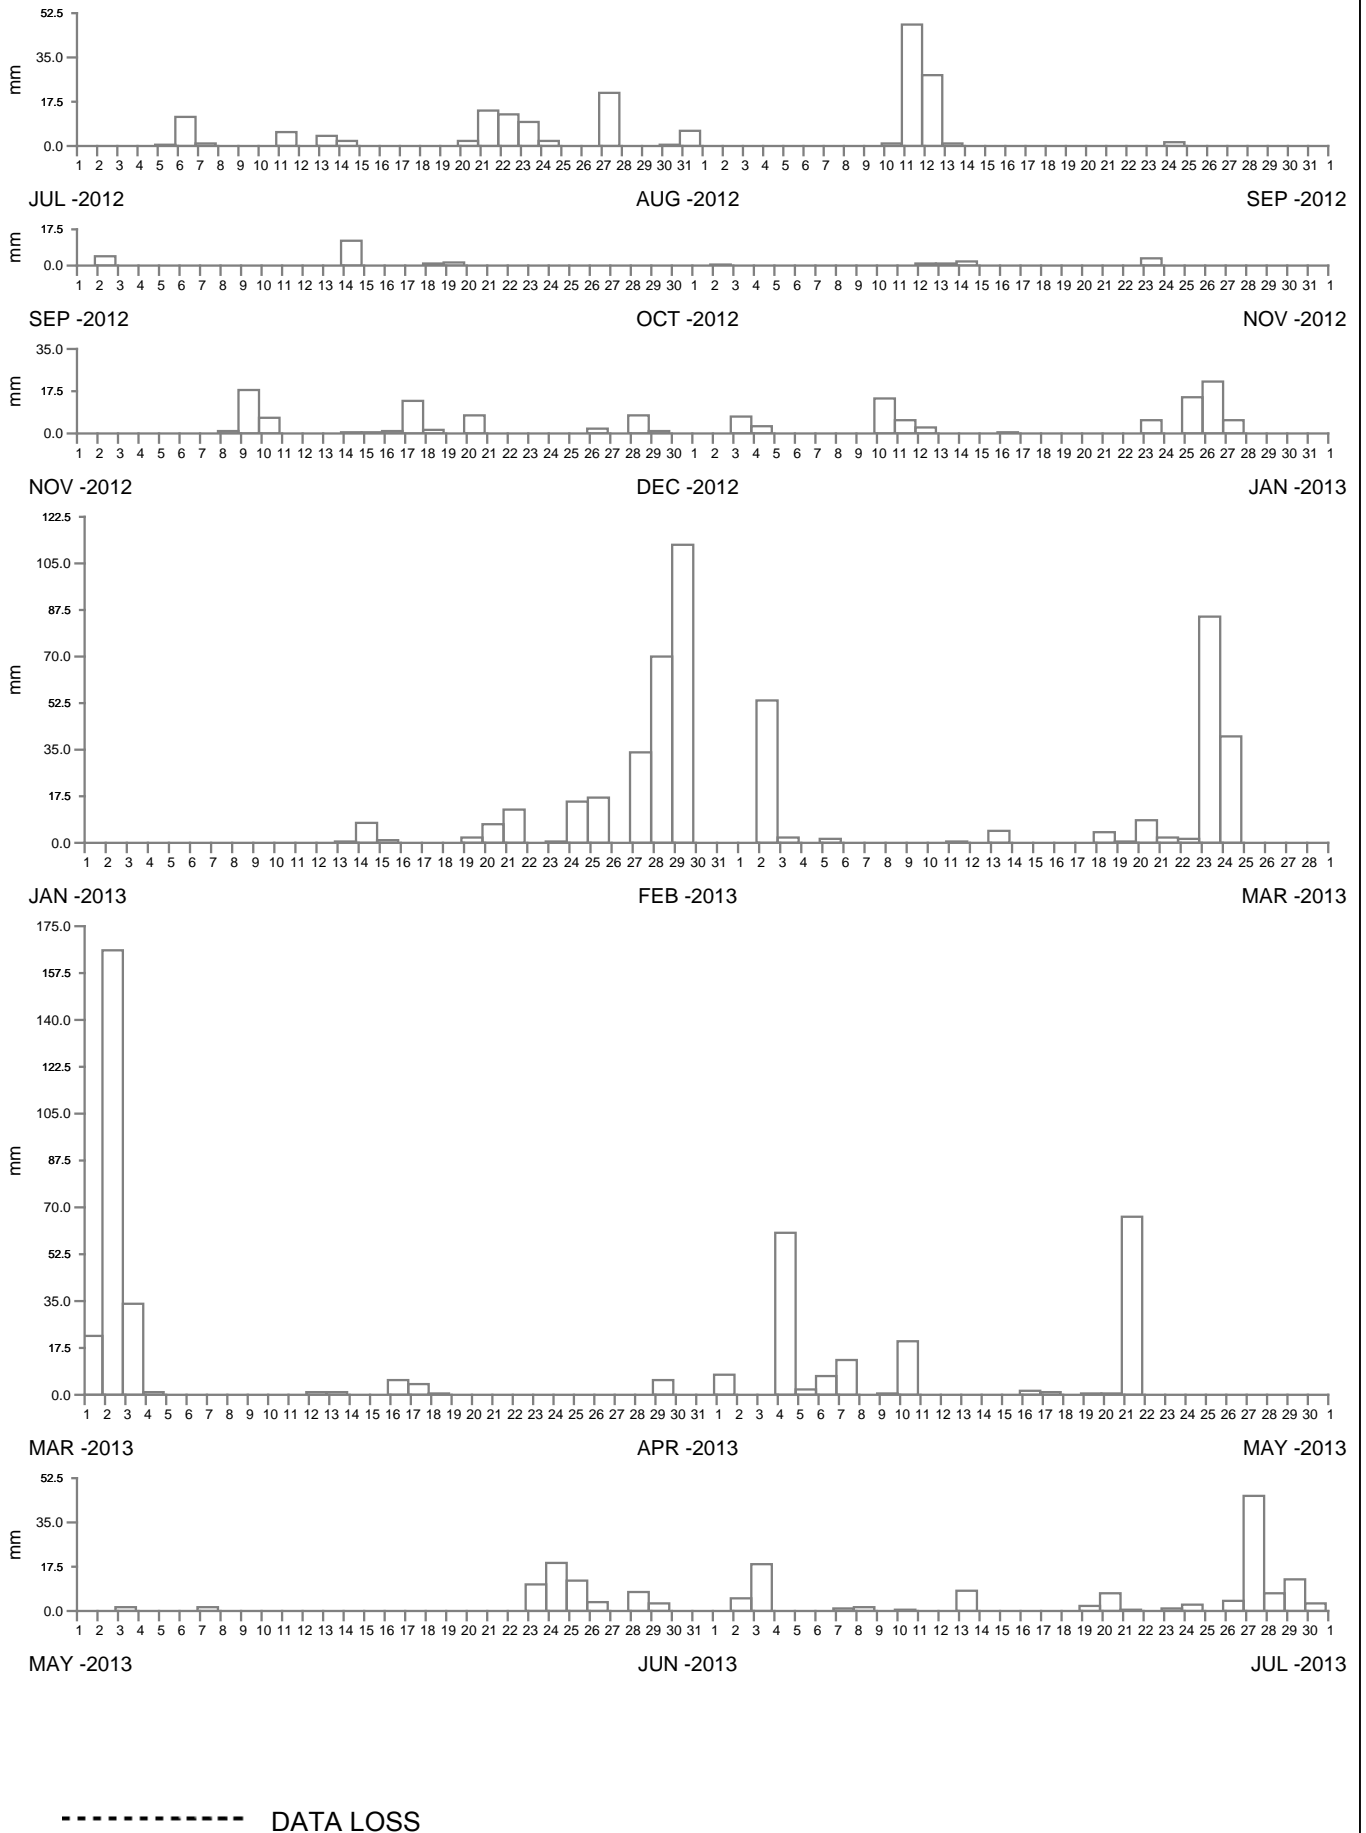 52.5
35.0
17.5
0.0
mm
1 2 3 4 5 6 7 8 9 10 11 12 13 14 15 16 17 18 19 20 21 22 23 24 25 26 27 28 29 30 31 1 2 3 4 5 6 7 8 9 10 11 12 13 14 15 16 17 18 19 20 21 22 23 24 25 26 27 28 29 30 31 1
JUL -2012 AUG -2012 SEP -2012
17.5
0.0
mm
1 2 3 4 5 6 7 8 9 10 11 12 13 14 15 16 17 18 19 20 21 22 23 24 25 26 27 28 29 30 1 2 3 4 5 6 7 8 9 10 11 12 13 14 15 16 17 18 19 20 21 22 23 24 25 26 27 28 29 30 31 1
SEP -2012 OCT -2012 NOV -2012
35.0
17.5
0.0
mm
1 2 3 4 5 6 7 8 9 10 11 12 13 14 15 16 17 18 19 20 21 22 23 24 25 26 27 28 29 30 1 2 3 4 5 6 7 8 9 10 11 12 13 14 15 16 17 18 19 20 21 22 23 24 25 26 27 28 29 30 31 1
NOV -2012 DEC -2012 JAN -2013
122.5
105.0
87.5
70.0
52.5
35.0
17.5
0.0
mm
1 2 3 4 5 6 7 8 9 10 11 12 13 14 15 16 17 18 19 20 21 22 23 24 25 26 27 28 29 30 31 1 2 3 4 5 6 7 8 9 10 11 12 13 14 15 16 17 18 19 20 21 22 23 24 25 26 27 28 1
JAN -2013 FEB -2013 MAR -2013
175.0
157.5
140.0
122.5
105.0
87.5
70.0
52.5
35.0
17.5
0.0
mm
1 2 3 4 5 6 7 8 9 10 11 12 13 14 15 16 17 18 19 20 21 22 23 24 25 26 27 28 29 30 31 1 2 3 4 5 6 7 8 9 10 11 12 13 14 15 16 17 18 19 20 21 22 23 24 25 26 27 28 29 30 1
MAR -2013 APR -2013 MAY -2013
52.5
35.0
17.5
0.0
mm
1 2 3 4 5 6 7 8 9 10 11 12 13 14 15 16 17 18 19 20 21 22 23 24 25 26 27 28 29 30 31 1 2 3 4 5 6 7 8 9 10 11 12 13 14 15 16 17 18 19 20 21 22 23 24 25 26 27 28 29 30 1
MAY -2013 JUN -2013 JUL -2013
DATA LOSS